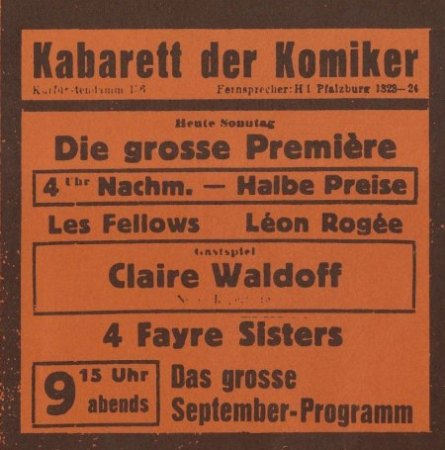 Kabarett der Komiker
Kurfürstendamm 156 Fernsprecher: H 1 Pfalzburg 1323—24
Heute Sonntag
Die grosse Première
4 Uhr Nachm. — Halbe Preise
Les Fellows Léon Rogée
Gastspiel
Claire Waldoff
4 Fayre Sisters
9 15 Uhr abends
Das grosse
September-Programm